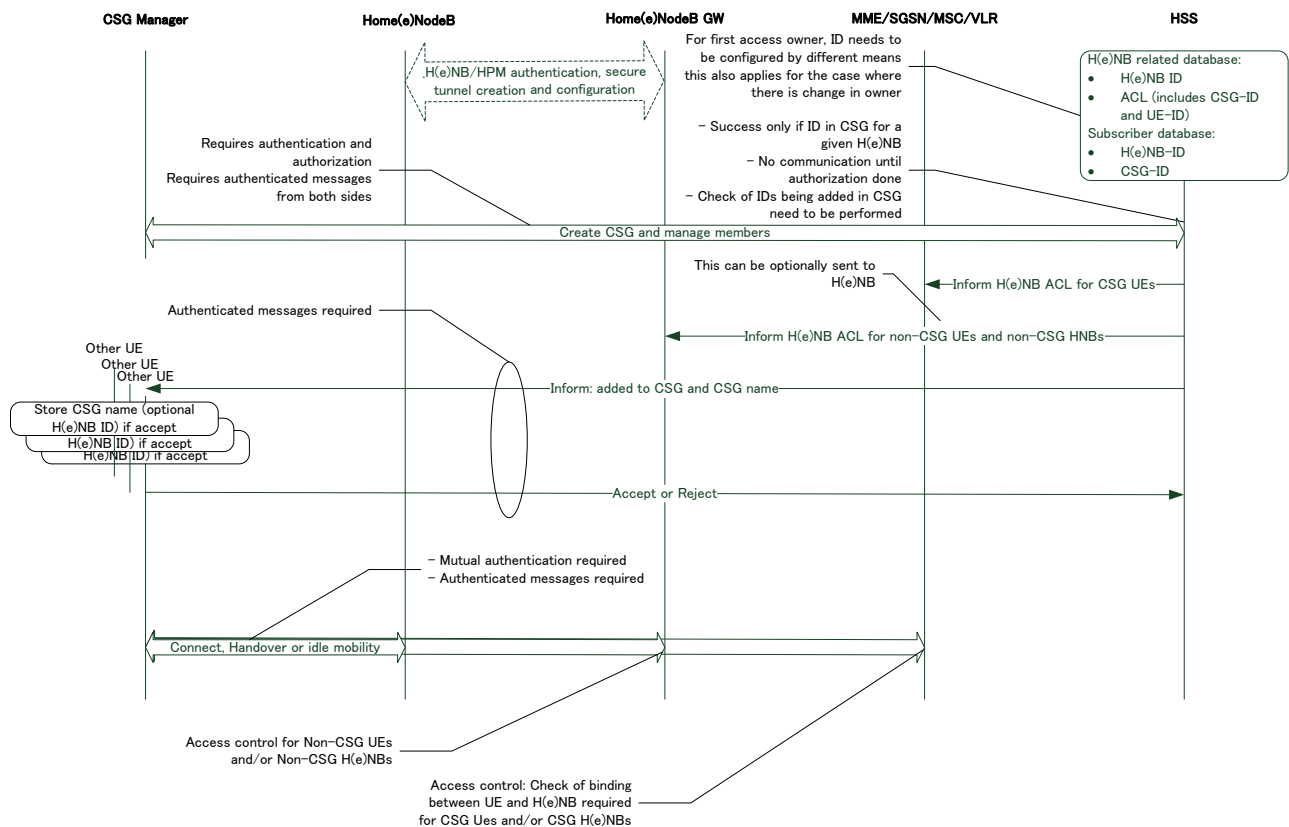 CSG Manager
Home(e)NodeB
Home(e)NodeB GW
MME/SGSN/MSC/VLR
HSS
H(e)NB/HPM authentication, secure
tunnel creation and configuration
For first access owner, ID needs to
be configured by different means
this also applies for the case where
there is change in owner
H(e)NB related database:
• H(e)NB ID
• ACL (includes CSG-ID
and UE-ID)
Subscriber database:
• H(e)NB-ID
• CSG-ID
Requires authentication and
authorization
Requires authenticated messages
from both sides
- Success only if ID in CSG for a
given H(e)NB
- No communication until
authorization done
- Check of IDs being added in CSG
need to be performed
Create CSG and manage members
This can be optionally sent to
H(e)NB
Inform H(e)NB ACL for CSG UEs
Authenticated messages required
Inform H(e)NB ACL for non-CSG UEs and non-CSG HNBs
Other UE
Other UE
Other UE
Inform: added to CSG and CSG name
Store CSG name (optional
H(e)NB ID) if accept
H(e)NB ID) if accept
H(e)NB ID) if accept
Accept or Reject
- Mutual authentication required
- Authenticated messages required
Connect, Handover or idle mobility
Access control for Non-CSG UEs
and/or Non-CSG H(e)NBs
Access control: Check of binding
between UE and H(e)NB required
for CSG Ues and/or CSG H(e)NBs